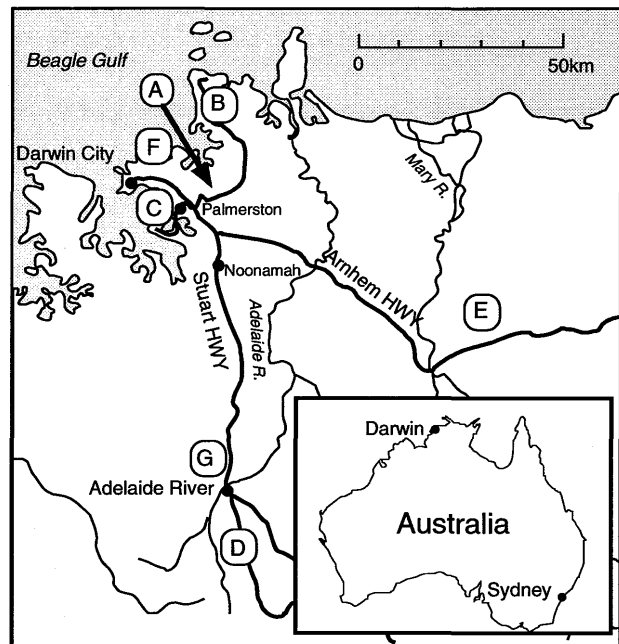 Beagle Gulf
0
50km
A
B
F
Darwin City
C
Palmerston
Mary R.
Noonamah
Arnhem HWY
Stuart HWY
Adelaide R.
E
G
Adelaide River
D
Darwin
Australia
Sydney